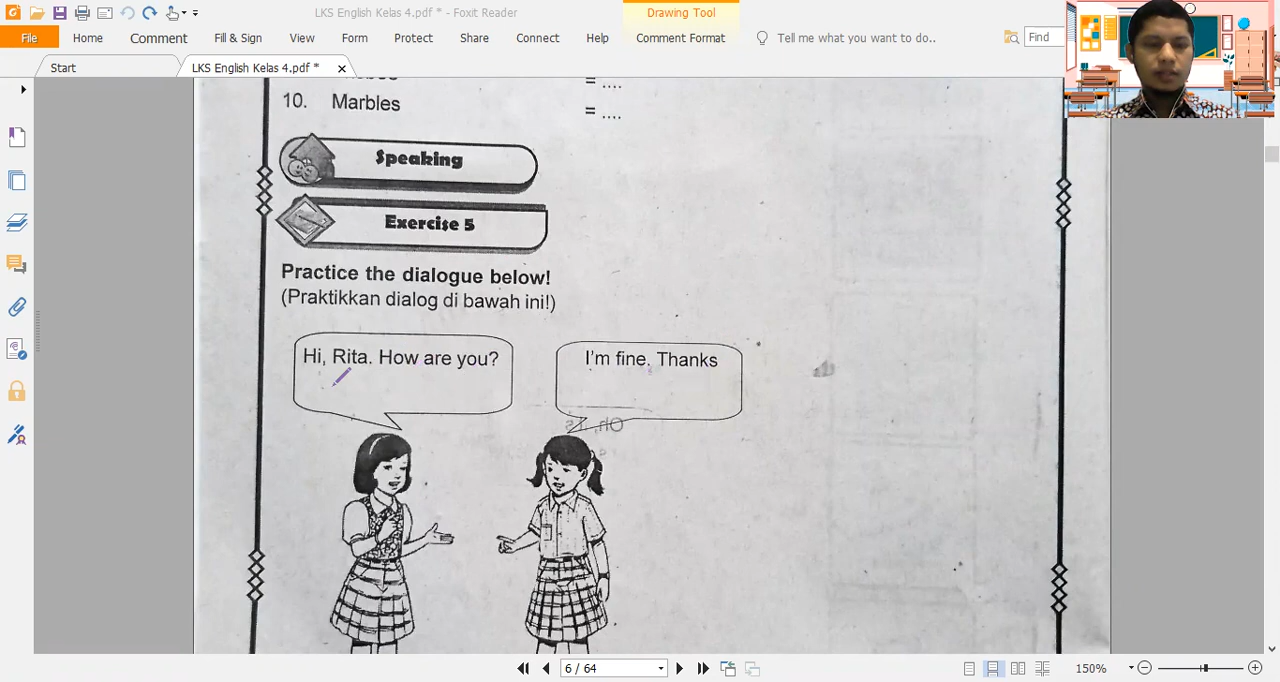 LKS English Kelas 4.pdf * - Foxit Reader
Drawing Tool
File Home Comment Fill & Sign View Form Protect Share Connect Help Comment Format Tell me what you want to do.. Find
Start LKS English Kelas 4.pdf *
= ....
10. Marbles = ....
Speaking
Exercise 5
Practice the dialogue below!
(Praktikkan dialog di bawah ini!)
Hi, Rita. How are you?
I'm fine. Thanks
6 / 64
150%